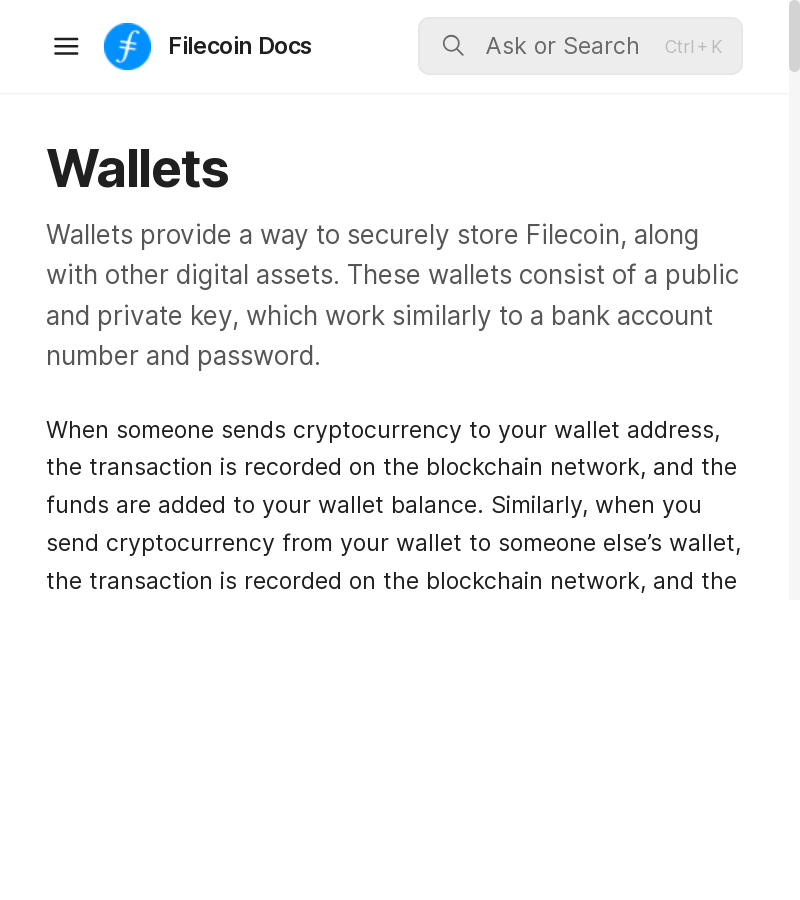 Filecoin Docs
Ask or Search
Ctrl + K
Wallets
Wallets provide a way to securely store Filecoin, along
with other digital assets. These wallets consist of a public
and private key, which work similarly to a bank account
number and password.
When someone sends cryptocurrency to your wallet address,
the transaction is recorded on the blockchain network, and the
funds are added to your wallet balance. Similarly, when you
send cryptocurrency from your wallet to someone else’s wallet,
the transaction is recorded on the blockchain network, and the